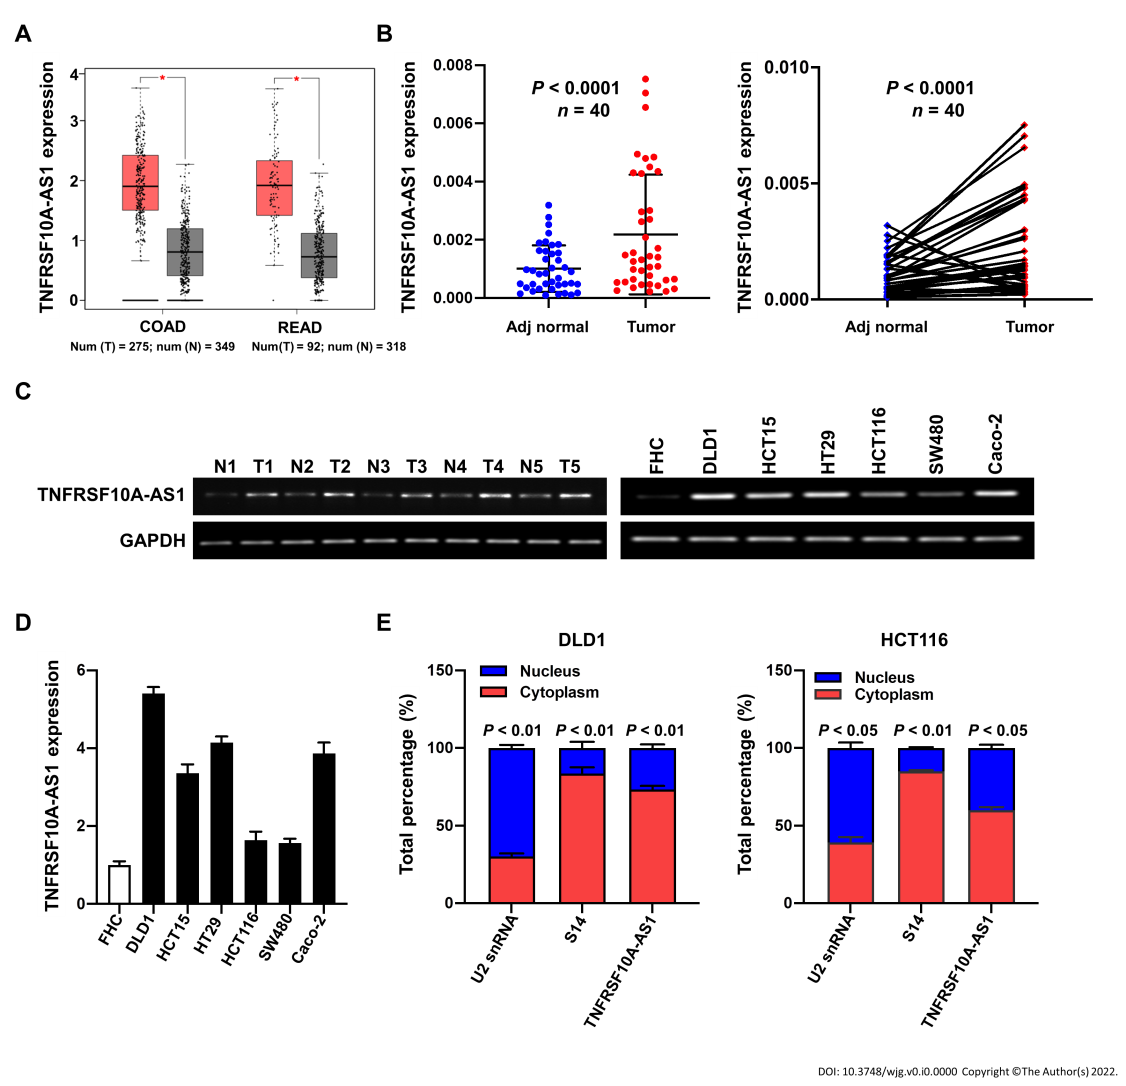 A
TNFRSF10A-AS1 expression
4
3
2
1
0
*
*
COAD
READ
Num (T) = 275; num (N) = 349
Num(T) = 92; num (N) = 318
B
TNFRSF10A-AS1 expression
0.008
0.006
0.004
0.002
0.000
P < 0.0001
n = 40
Adj normal
Tumor
TNFRSF10A-AS1 expression
0.010
0.005
0.000
P < 0.0001
n = 40
Adj normal
Tumor
C
N1 T1 N2 T2 N3 T3 N4 T4 N5 T5
FHC
DLD1
HCT15
HT29
HCT116
SW480
Caco-2
TNFRSF10A-AS1
GAPDH
D
TNFRSF10A-AS1 expression
6
4
2
0
FHC
DLD1
HCT15
HT29
HCT116
SW480
Caco-2
E
DLD1
Total percentage (%)
150
100
50
0
Nucleus
Cytoplasm
P < 0.01
P < 0.01
P < 0.01
U2 snRNA
S14
TNFRSF10A-AS1
HCT116
Total percentage (%)
150
100
50
0
Nucleus
Cytoplasm
P < 0.05
P < 0.01
P < 0.05
U2 snRNA
S14
TNFRSF10A-AS1
DOI: 10.3748/wjg.v0.i0.0000 Copyright ©The Author(s) 2022.